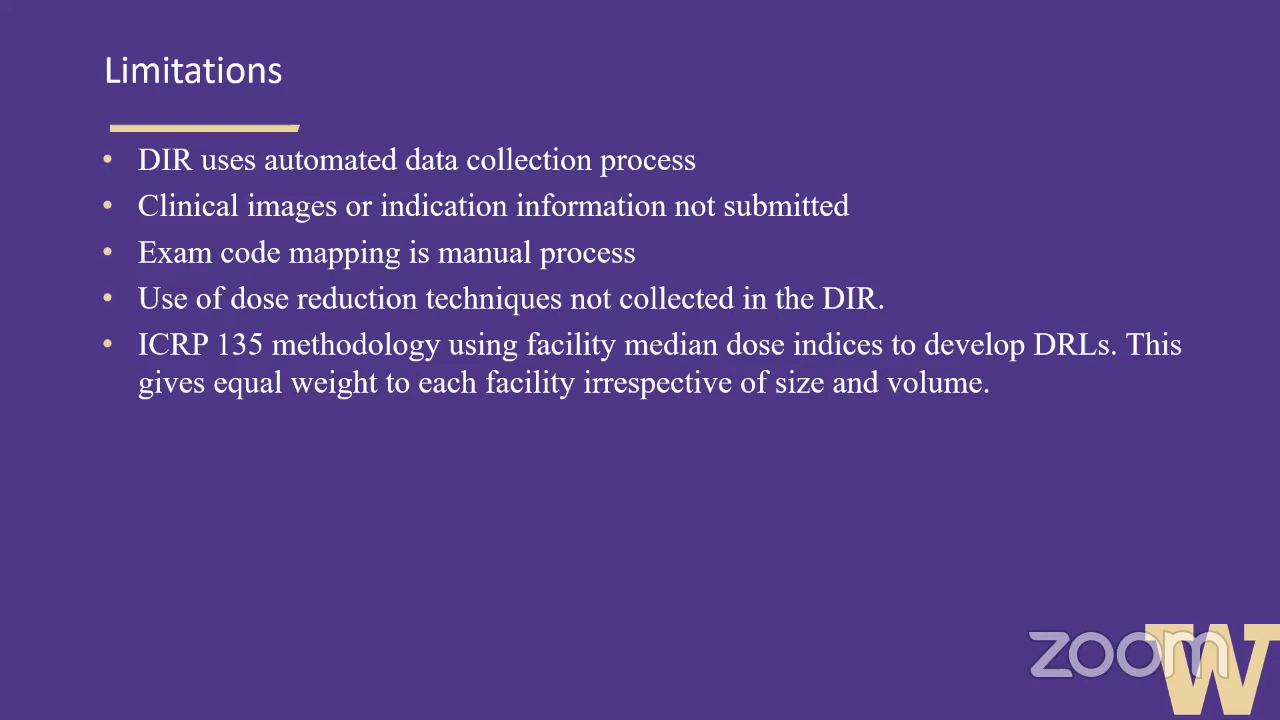 Limitations
• DIR uses automated data collection process
• Clinical images or indication information not submitted
• Exam code mapping is manual process
• Use of dose reduction techniques not collected in the DIR.
• ICRP 135 methodology using facility median dose indices to develop DRLs. This
gives equal weight to each facility irrespective of size and volume.
zoom
W